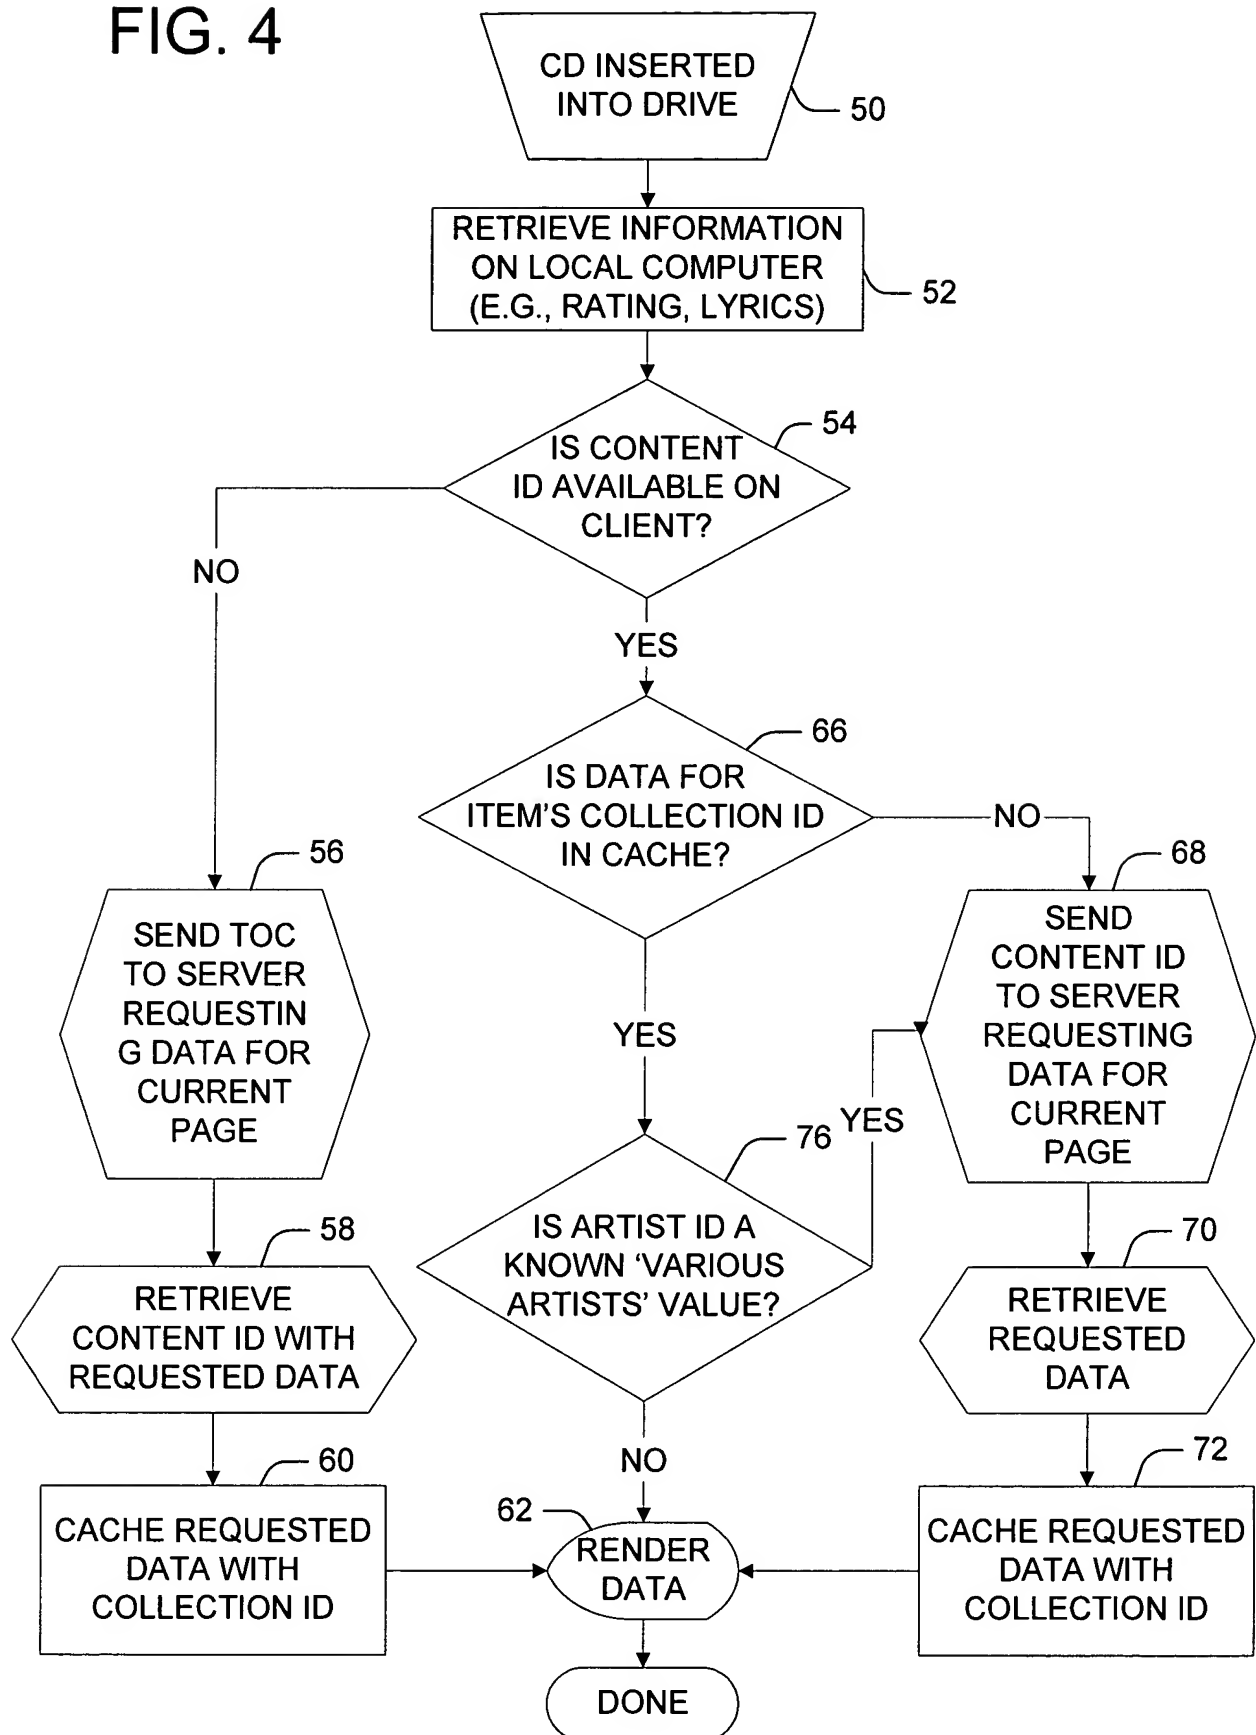 FIG. 4
CD INSERTED
INTO DRIVE
50
RETRIEVE INFORMATION
ON LOCAL COMPUTER
(E.G., RATING, LYRICS)
52
54
IS CONTENT
ID AVAILABLE ON
CLIENT?
NO
YES
66
IS DATA FOR
ITEM'S COLLECTION ID
IN CACHE?
NO
YES
56
SEND TOC
TO SERVER
REQUESTIN
G DATA FOR
CURRENT
PAGE
68
SEND
CONTENT ID
TO SERVER
REQUESTING
DATA FOR
CURRENT
PAGE
76
YES
IS ARTIST ID A
KNOWN ‘VARIOUS
ARTISTS’ VALUE?
NO
58
RETRIEVE
CONTENT ID WITH
REQUESTED DATA
70
RETRIEVE
REQUESTED
DATA
60
CACHE REQUESTED
DATA WITH
COLLECTION ID
62
RENDER
DATA
72
CACHE REQUESTED
DATA WITH
COLLECTION ID
DONE